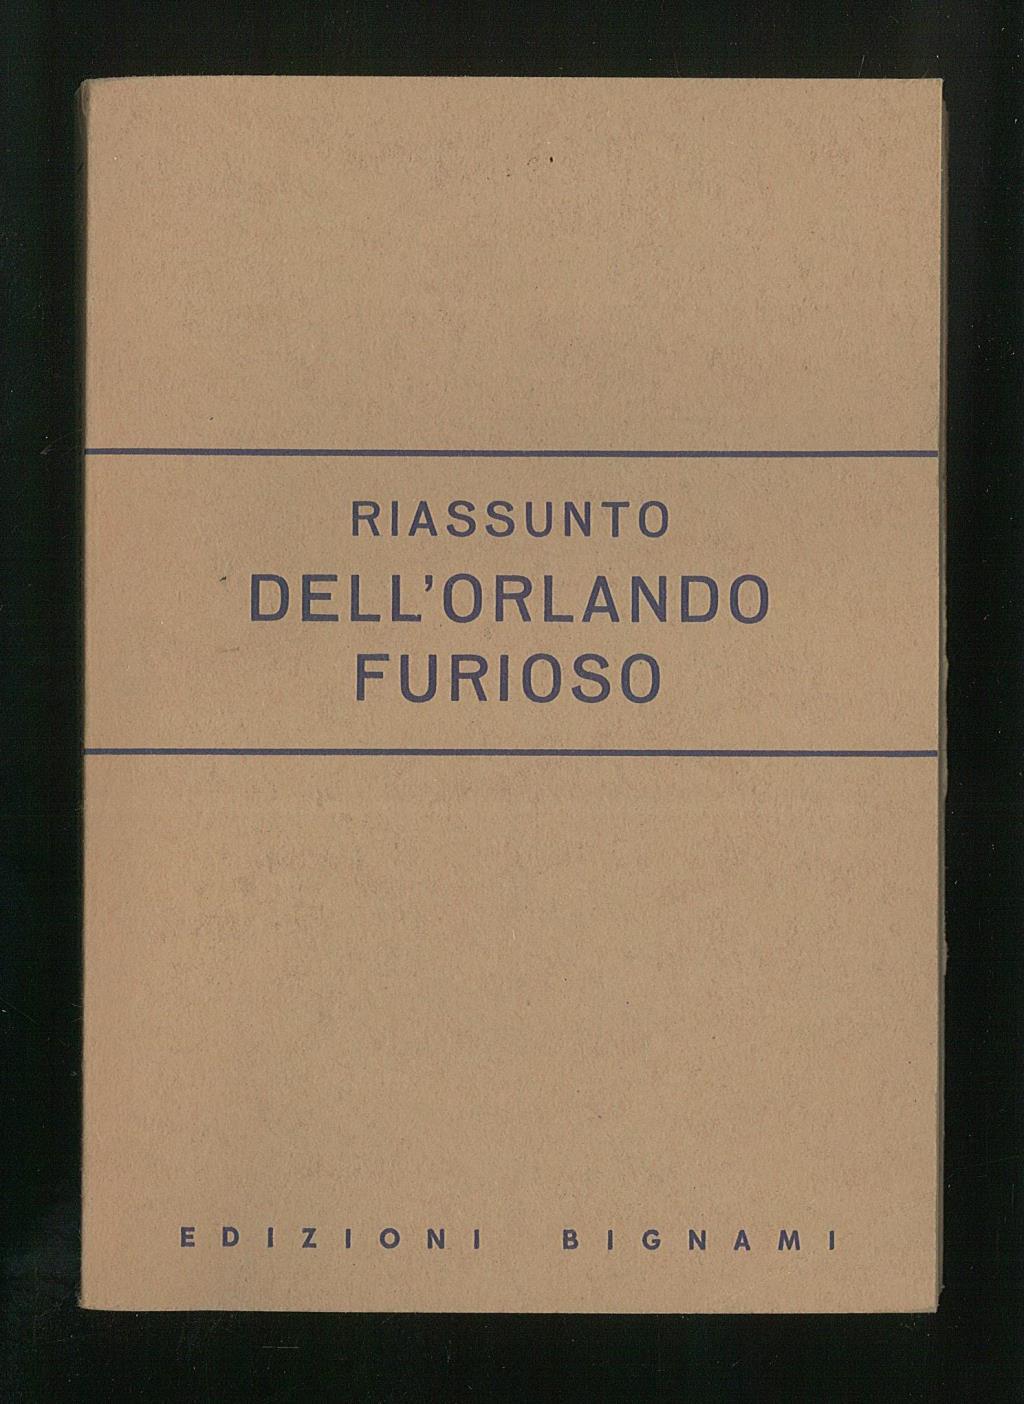 RIASSUNTO
DELL'ORLANDO
FURIOSO
EDIZIONI BIGNAMI